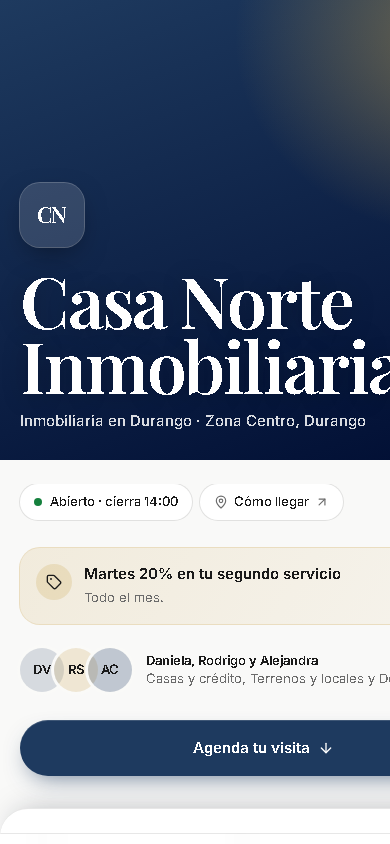 CN
Casa Norte
Inmobiliaria
Inmobiliaria en Durango · Zona Centro, Durango
Abierto · cierra 14:00
Cómo llegar
Martes 20% en tu segundo servicio
Todo el mes.
DV RS AC
Daniela, Rodrigo y Alejandra
Casas y crédito, Terrenos y locales y
Agenda tu visita